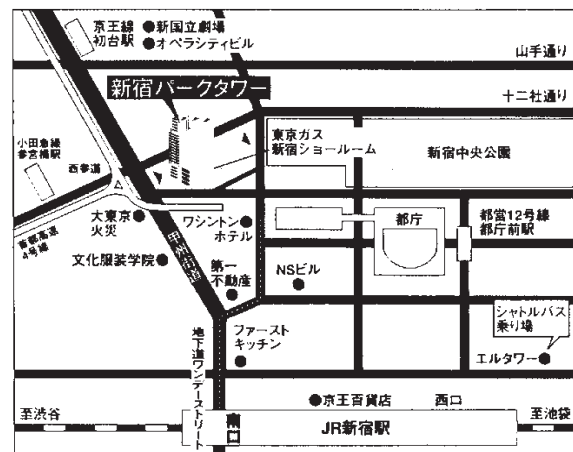 京王線
初台駅
●新国立劇場
●オペラシティビル
山手通り
新宿パークタワー
十二社通り
小田急線
参宮橋駅
西参道
東京ガス
新宿ショールーム
新宿中央公園
首都高速
4号線
大東京
火災
ワシントン
ホテル
都庁
都営12号線
都庁前駅
甲州街道
文化服装学院●
第一
不動産
NSビル
シャトルバス
乗り場
ファースト
キッチン
エルタワー●
地下道ワンデーストリート
●京王百貨店
西口
至渋谷
南口
JR新宿駅
至池袋